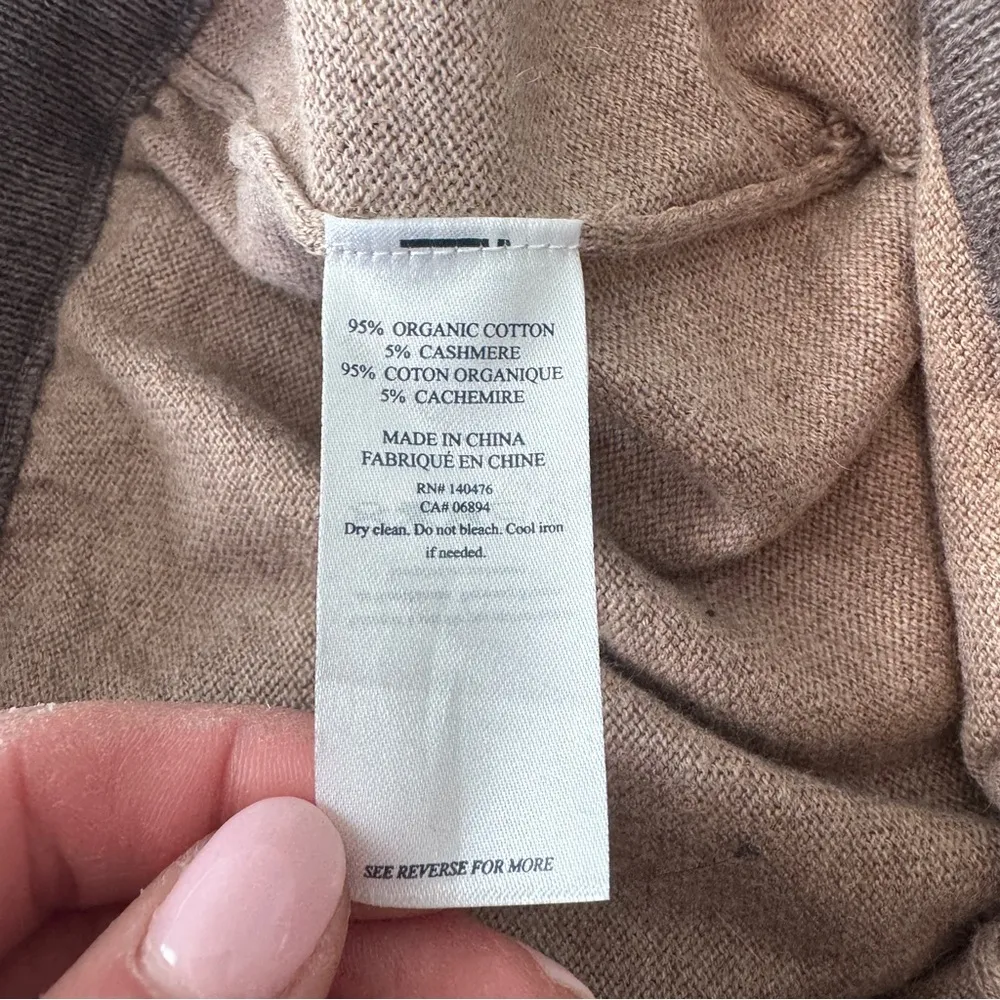 95% ORGANIC COTTON
5% CASHMERE
95% COTON ORGANIQUE
5% CACHEMIRE
MADE IN CHINA
FABRIQUÉ EN CHINE
RN# 140476
CA# 06894
Dry clean. Do not bleach. Cool iron
if needed.
SEE REVERSE FOR MORE